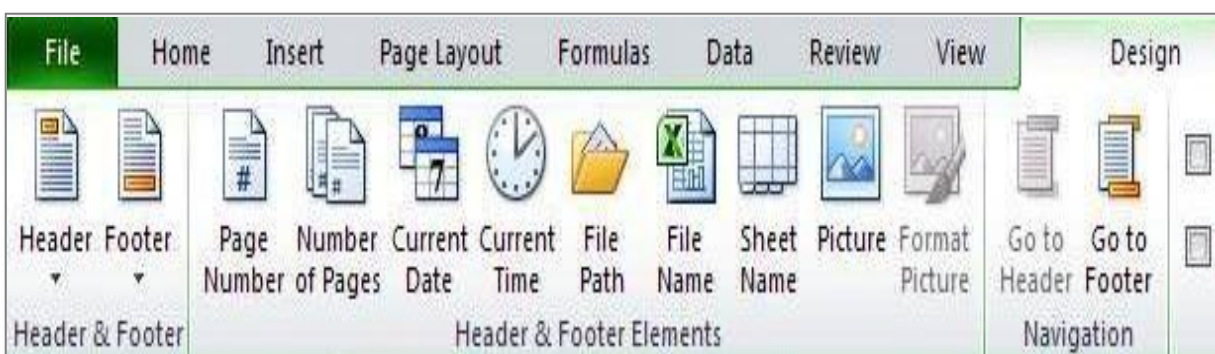 File Home Insert Page Layout Formulas Data Review View Design
# # # 9 7
Header Footer Page Number Current Current File File Sheet Picture Format Go to Go to
Number of Pages Date Time Path Name Name Picture Header Footer
Header & Footer Header & Footer Elements Navigation